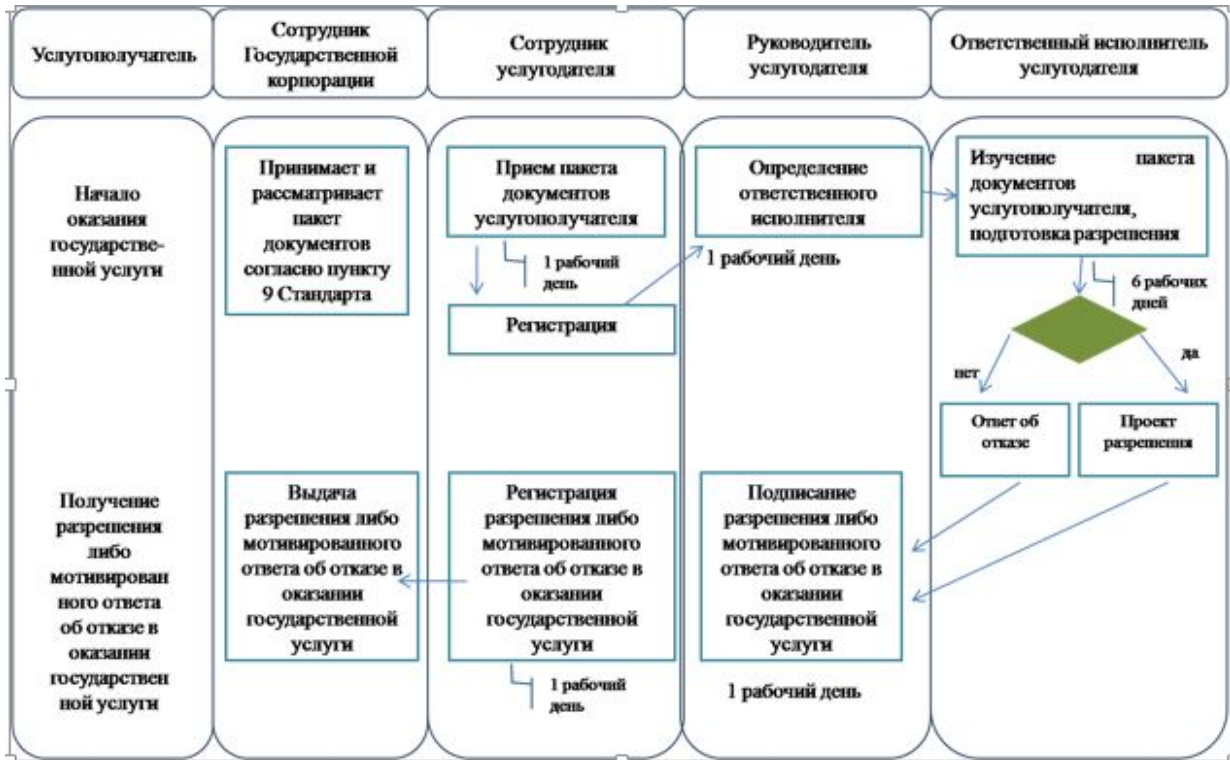 Услугополучатель
Сотрудник
Государственной
корпорации
Сотрудник
услугодателя
Руководитель
услугодателя
Ответственный исполнитель
услугодателя
Начало
оказания
государстве-
нной услуги
Принимает и
рассматривает
пакет
документов
согласно пункту
9 Стандарта
Прием пакета
документов
услугополучателя
1 рабочий
день
Регистрация
Определение
ответственного
исполнителя
1 рабочий день
Изучение пакета
документов
услугополучателя,
подготовка разрешения
6 рабочих
дней
нет
да
Ответ об
отказе
Проект
разрешения
Получение
разрешения
либо
мотивирован
ного ответа
об отказе в
оказании
государствен
ной услуги
Выдача
разрешения либо
мотивированного
ответа об отказе в
оказании
государственной
услуги
Регистрация
разрешения либо
мотивированного
ответа об отказе в
оказании
государственной
услуги
1 рабочий
день
Подписание
разрешения либо
мотивированного
ответа об отказе в
оказании
государственной
услуги
1 рабочий день